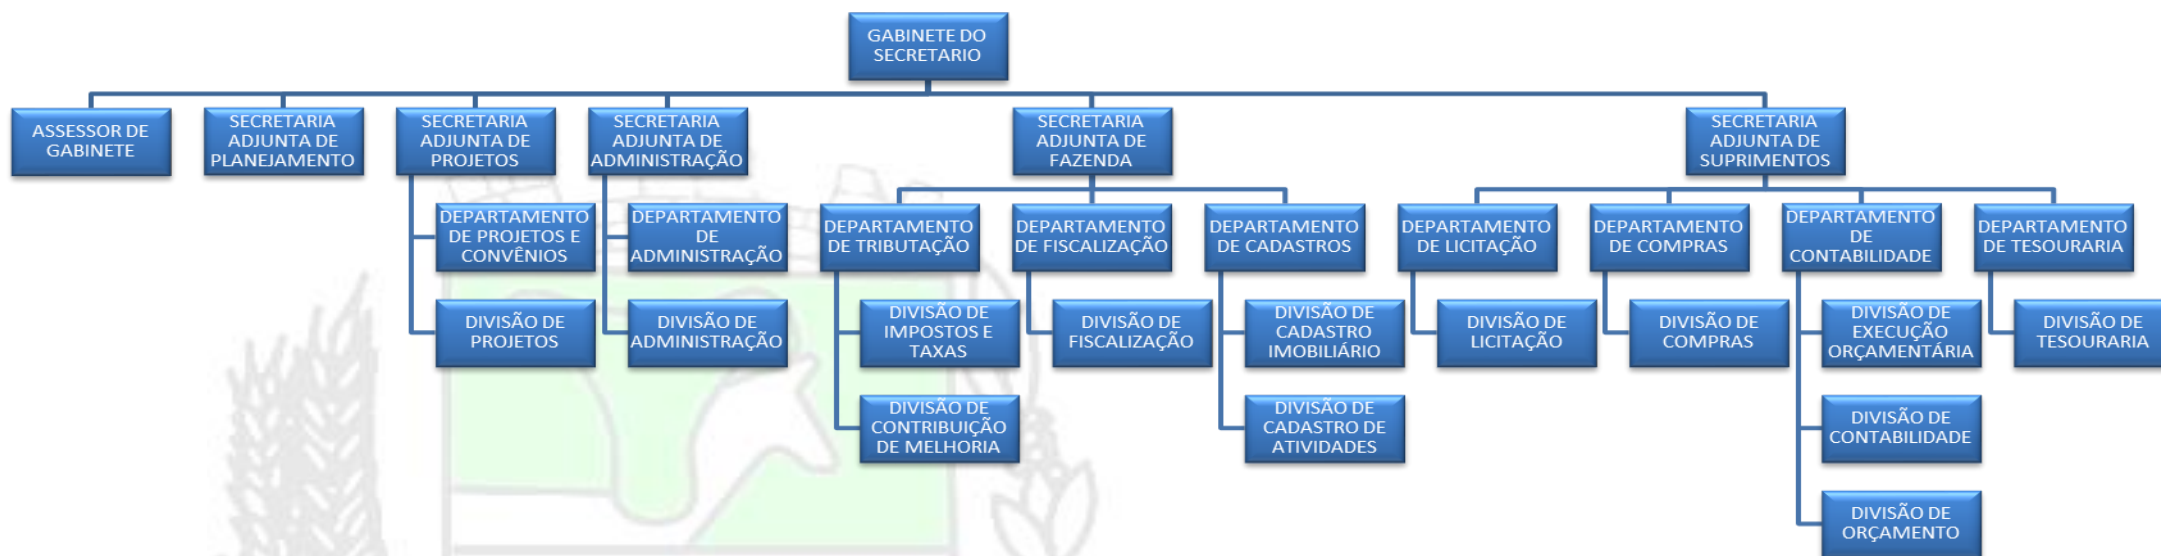 GABINETE DO
SECRETARIO
ASSESSOR DE
GABINETE
SECRETARIA
ADJUNTA DE
PLANEJAMENTO
SECRETARIA
ADJUNTA DE
PROJETOS
SECRETARIA
ADJUNTA DE
ADMINISTRAÇÃO
SECRETARIA
ADJUNTA DE
FAZENDA
SECRETARIA
ADJUNTA DE
SUPRIMENTOS
DEPARTAMENTO
DE PROJETOS E
CONVÊNIOS
DEPARTAMENTO
DE
ADMINISTRAÇÃO
DEPARTAMENTO
DE TRIBUTAÇÃO
DEPARTAMENTO
DE FISCALIZAÇÃO
DEPARTAMENTO
DE CADASTROS
DEPARTAMENTO
DE LICITAÇÃO
DEPARTAMENTO
DE COMPRAS
DEPARTAMENTO
DE
CONTABILIDADE
DEPARTAMENTO
DE TESOURARIA
DIVISÃO DE
PROJETOS
DIVISÃO DE
ADMINISTRAÇÃO
DIVISÃO DE
IMPOSTOS E
TAXAS
DIVISÃO DE
FISCALIZAÇÃO
DIVISÃO DE
CADASTRO
IMOBILIÁRIO
DIVISÃO DE
LICITAÇÃO
DIVISÃO DE
COMPRAS
DIVISÃO DE
EXECUÇÃO
ORÇAMENTÁRIA
DIVISÃO DE
TESOURARIA
DIVISÃO DE
CONTRIBUIÇÃO
DE MELHORIA
DIVISÃO DE
CADASTRO DE
ATIVIDADES
DIVISÃO DE
CONTABILIDADE
DIVISÃO DE
ORÇAMENTO